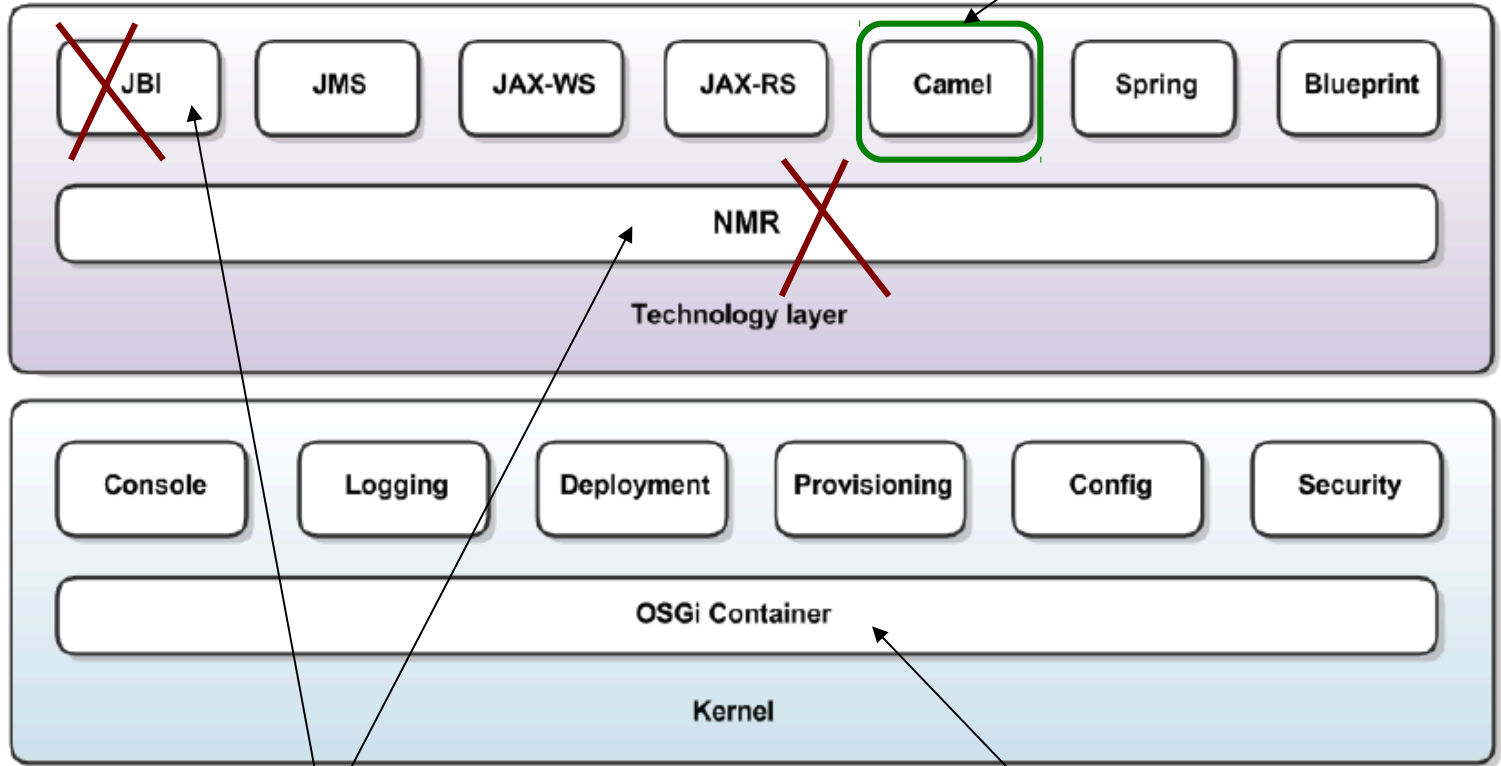 JBI
JMS
JAX-WS
JAX-RS
Camel
Spring
Blueprint
NMR
Technology layer
Console
Logging
Deployment
Provisioning
Config
Security
OSGi Container
Kernel